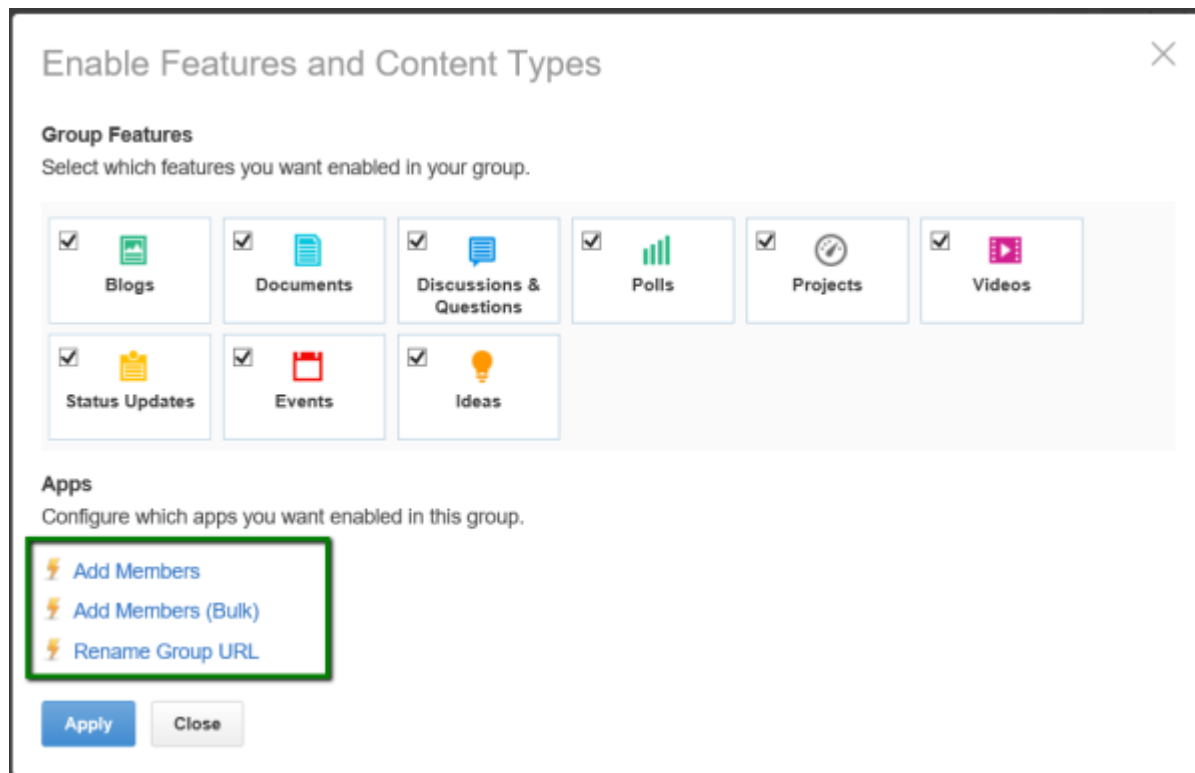 Enable Features and Content Types
Group Features
Select which features you want enabled in your group.
Blogs
Documents
Discussions &
Questions
Polls
Projects
Videos
Status Updates
Events
Ideas
Apps
Configure which apps you want enabled in this group.
Add Members
Add Members (Bulk)
Rename Group URL
Apply
Close